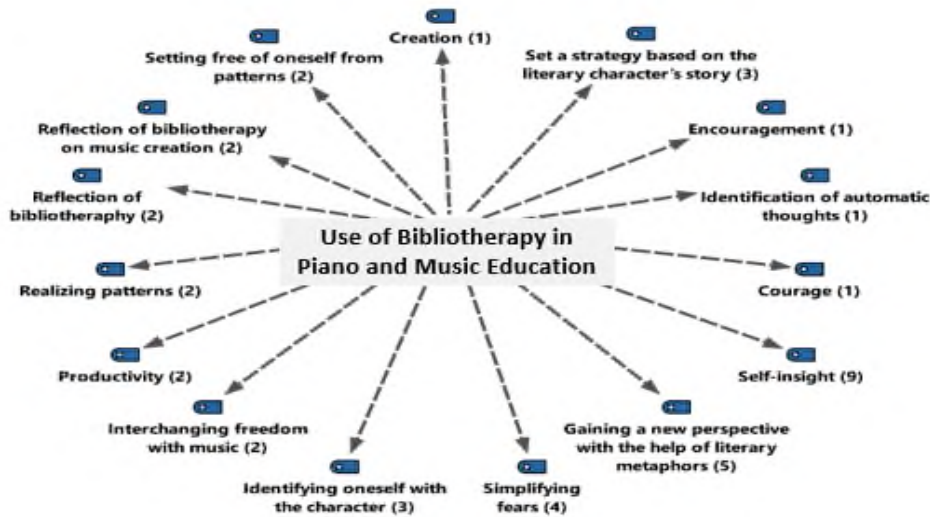 Creation (1)
Setting free of oneself from
patterns (2)
Set a strategy based on the
literary character's story (3)
Reflection of bibliotherapy
on music creation (2)
Encouragement (1)
Reflection of
bibliotheraphy (2)
Identification of automatic
thoughts (1)
Use of Bibliotherapy in
Piano and Music Education
Realizing patterns (2)
Courage (1)
Productivity (2)
Self-insight (9)
Interchanging freedom
with music (2)
Gaining a new perspective
with the help of literary
metaphors (5)
Identifying oneself with
the character (3)
Simplifying
fears (4)